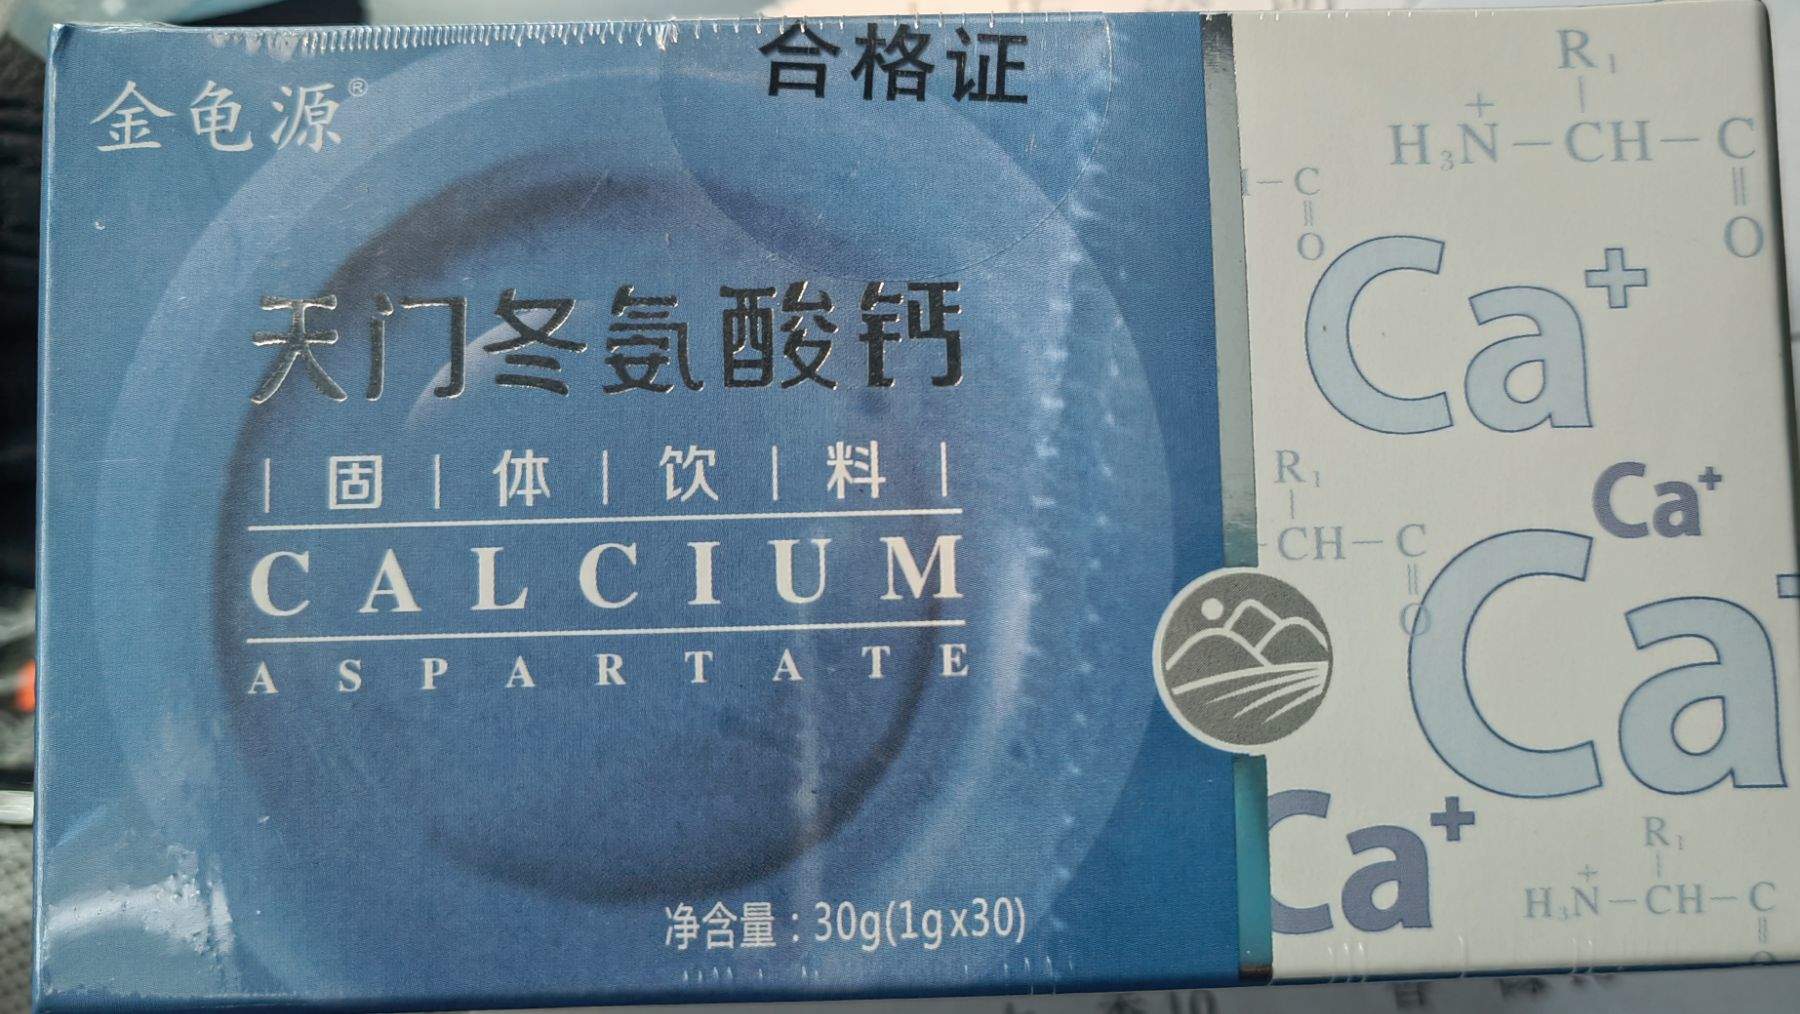 合格证
金龟源®
天门冬氨酸钙
|固|体|饮|料|
CALCIUM
ASPARTATE
净含量:30g(1gx30)
R1
H3N+—CH—C
O
—C
O
Ca+
R1
Ca+
—CH—C
O
Ca
Ca+
R1
H3N+—CH—C